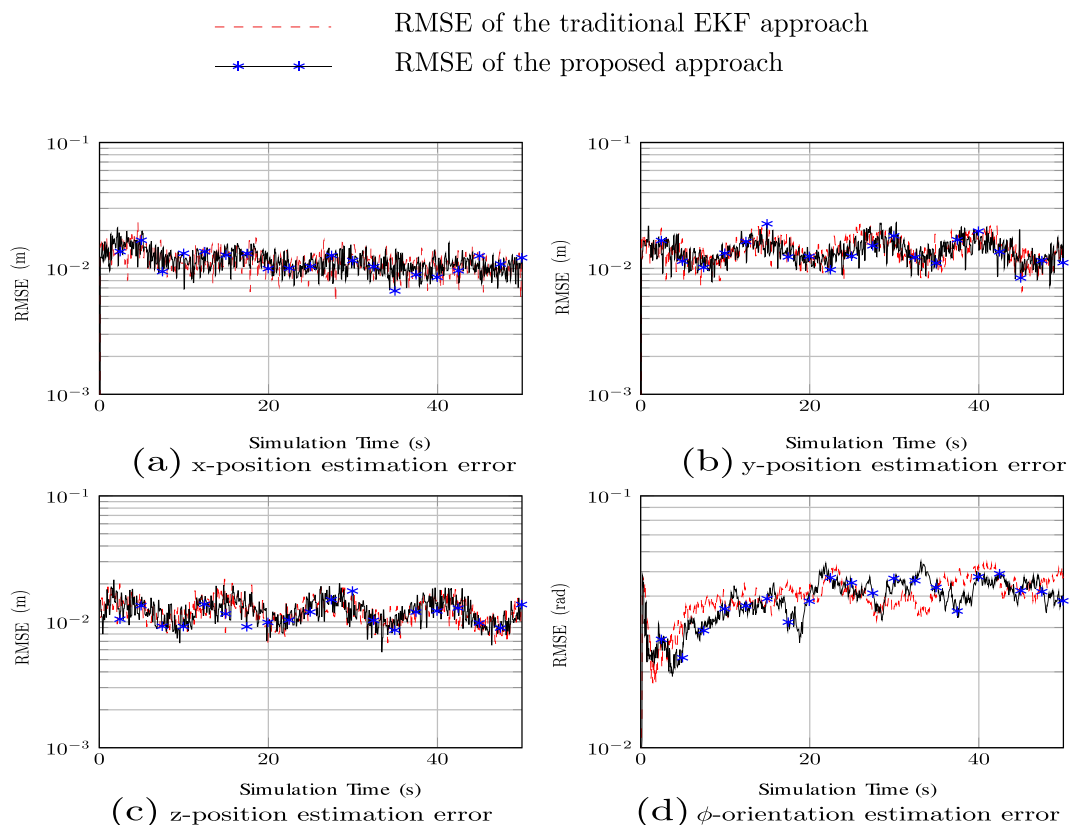 RMSE of the traditional EKF approach
RMSE of the proposed approach
10−1
10−2
10−3
0
20
40
RMSE (m)
Simulation Time (s)
(a) x-position estimation error
10−1
10−2
10−3
0
20
40
RMSE (m)
Simulation Time (s)
(b) y-position estimation error
10−1
10−2
10−3
0
20
40
RMSE (m)
Simulation Time (s)
(c) z-position estimation error
10−1
10−2
0
20
40
RMSE (rad)
Simulation Time (s)
(d) ϕ-orientation estimation error